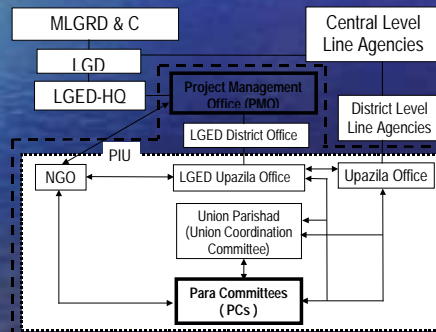 MLGRD & C
Central Level
Line Agencies
LGD
LGED-HQ
Project Management
Office (PMO)
District Level
Line Agencies
LGED District Office
PIU
NGO
LGED Upazila Office
Upazila Office
Union Parishad
(Union Coordination
Committee)
Para Committees
( PCs )